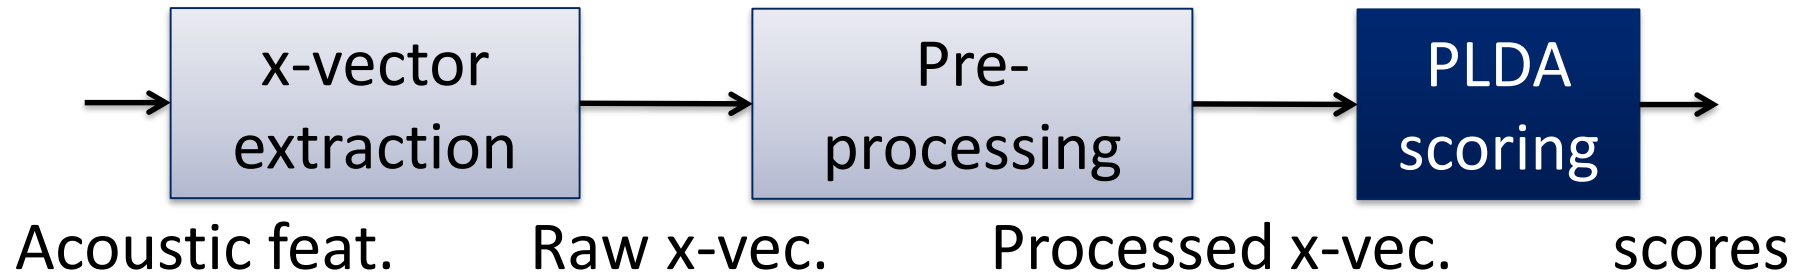 x-vector
extraction
Pre-
processing
PLDA
scoring
Acoustic feat.
Raw x-vec.
Processed x-vec.
scores